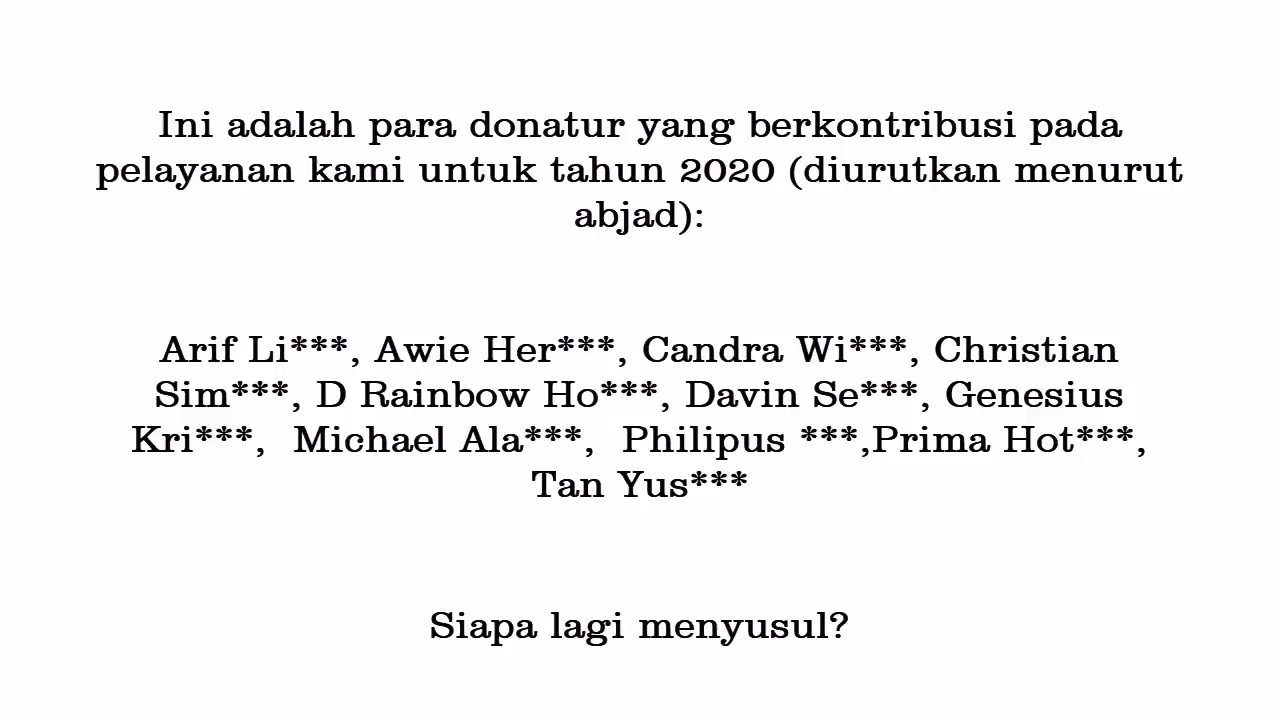 Ini adalah para donatur yang berkontribusi pada
pelayanan kami untuk tahun 2020 (diurutkan menurut
abjad):
Arif Li***, Awie Her***, Candra Wi***, Christian
Sim***, D Rainbow Ho***, Davin Se***, Genesius
Kri***,  Michael Ala***,  Philipus ***,Prima Hot***,
Tan Yus***
Siapa lagi menyusul?